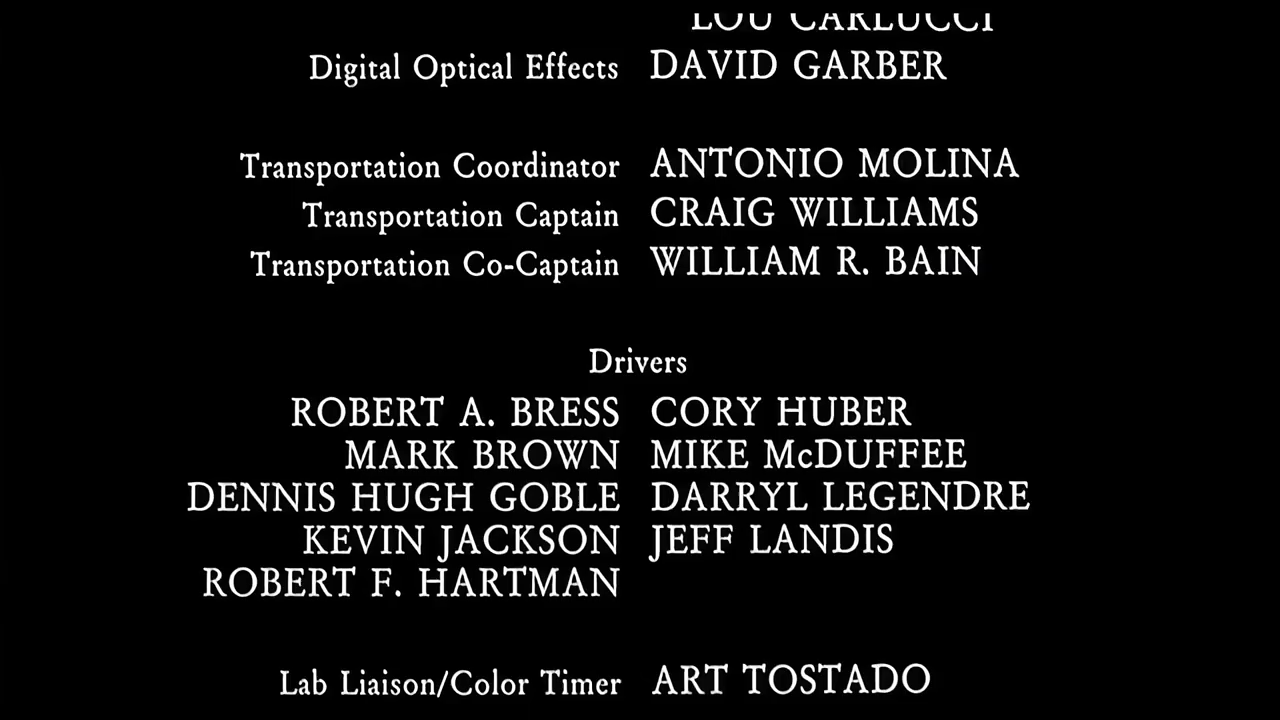 LOU CARLUCCI
Digital Optical Effects DAVID GARBER
Transportation Coordinator ANTONIO MOLINA
Transportation Captain CRAIG WILLIAMS
Transportation Co-Captain WILLIAM R. BAIN
Drivers
ROBERT A. BRESS CORY HUBER
MARK BROWN MIKE McDUFFEE
DENNIS HUGH GOBLE DARRYL LEGENDRE
KEVIN JACKSON JEFF LANDIS
ROBERT F. HARTMAN
Lab Liaison/Color Timer ART TOSTADO